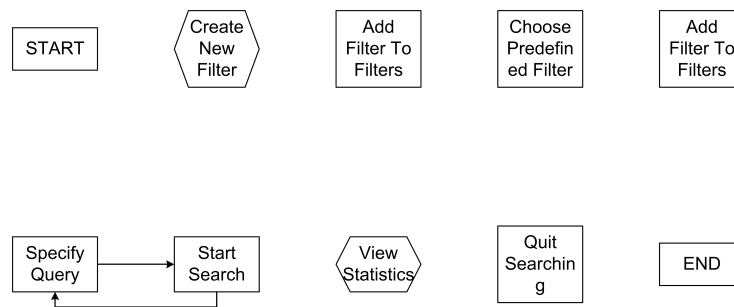 START
Create
New
Filter
Add
Filter To
Filters
Choose
Predefin
ed Filter
Add
Filter To
Filters
Specify
Query
Start
Search
View
Statistics
Quit
Searchin
g
END